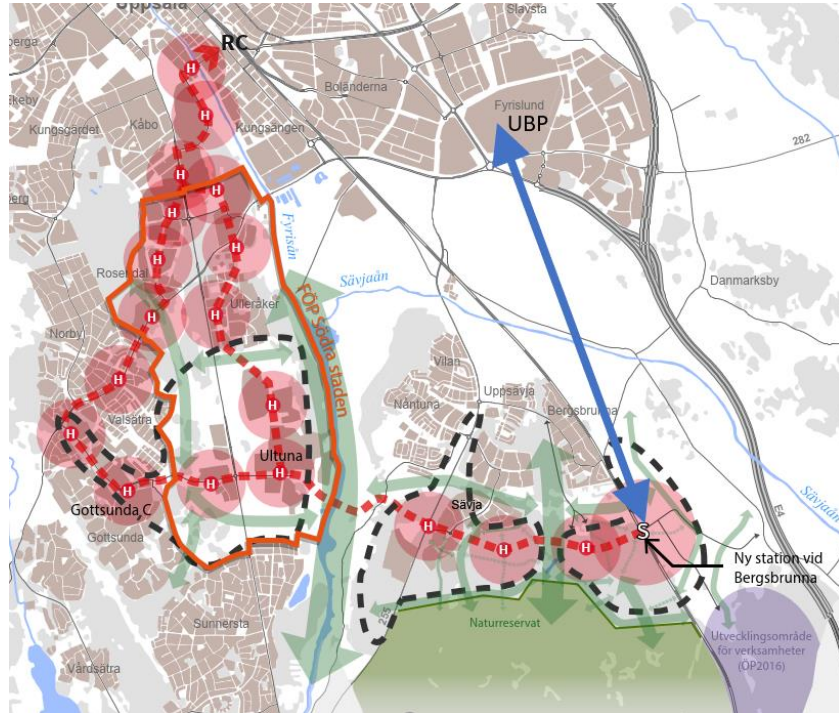 Uppsala
RC
Slavsta
berga
H
Ekeby
Boländerna
Fyrislund
UBP
H
Kåbo
Kungsgärdet
Kungsängen
282
H
H
H
Fyrisån
H
H
Sävjaån
Danmarksby
Rosendal
Ulleråker
H
H
FÖP Södra staden
Norby
Vilan
H
Nåntuna
Uppsävja
H
Bergsbrunna
Valsätra
H
Ultuna
H
H
H
Gottsunda C
Gottsunda
Sävja
H
H
H
S
Sävjaån
E4
Ny station vid
Bergsbrunna
255
Naturreservat
Sunnersta
Utvecklingsområde
för verksamheter
(ÖP2016)
Vårdsätra